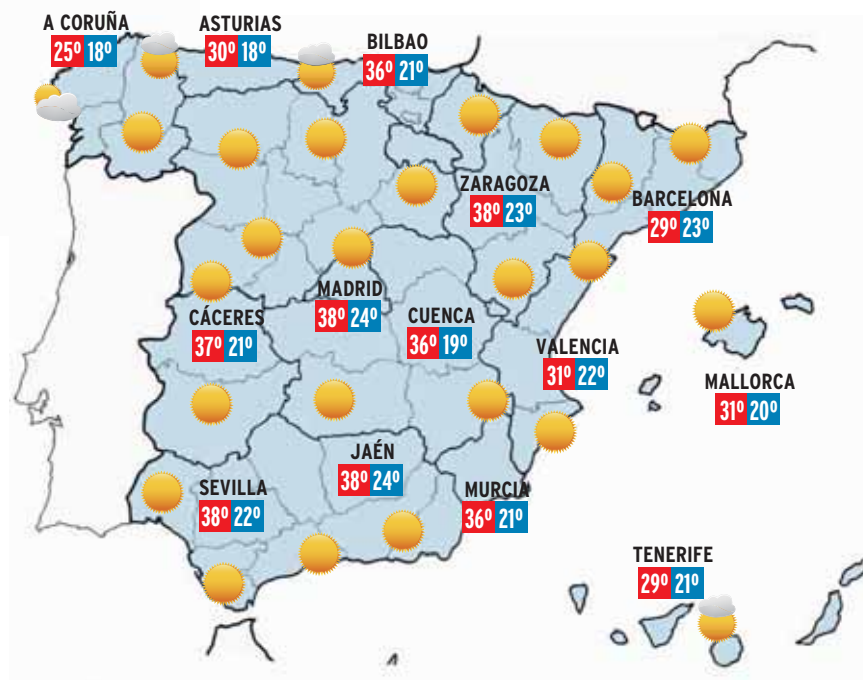 A CORUÑA
25º 18º
ASTURIAS
30º 18º
BILBAO
36º 21º
ZARAGOZA
38º 23º
BARCELONA
29º 23º
MADRID
38º 24º
CÁCERES
37º 21º
CUENCA
36º 19º
VALENCIA
31º 22º
MALLORCA
31º 20º
JAÉN
38º 24º
SEVILLA
38º 22º
MURCIA
36º 21º
TENERIFE
29º 21º